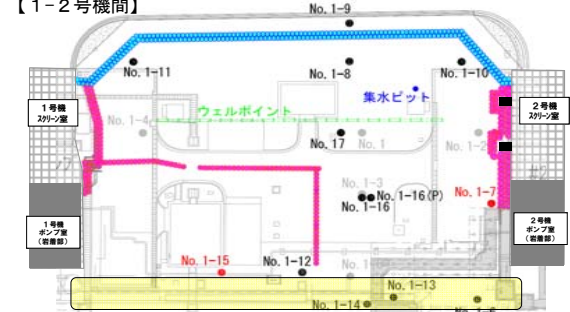 【1-2号機間】
No. 1-9
No. 1-11
No. 1-8
No. 1-10
1号機
スクリーン室
ウェルポイント
集水ピット
2号機
スクリーン室
No. 1-4
No. 17
No. 1
No. 1-2
No. 1-3
No. 1-16(P)
No. 1-16
No. 1-7
1号機
ポンプ室
(岩着部)
2号機
ポンプ室
(岩着部)
No. 1-15
No. 1-12
No. 1-13
No. 1-14